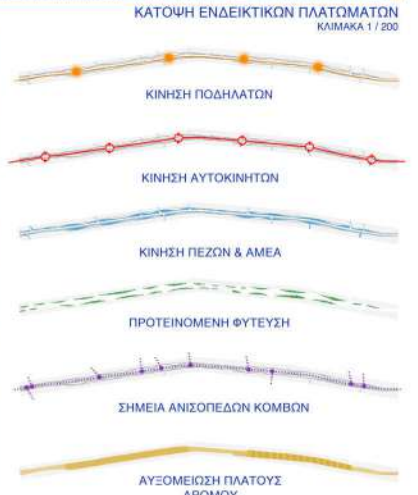 ΚΑΤΟΨΗ ΕΝΔΕΙΚΤΙΚΩΝ ΠΛΑΤΩΜΑΤΩΝ
ΚΛΙΜΑΚΑ 1 / 200
ΚΙΝΗΣΗ ΠΟΔΗΛΑΤΩΝ
ΚΙΝΗΣΗ ΑΥΤΟΚΙΝΗΤΩΝ
ΚΙΝΗΣΗ ΠΕΖΩΝ & ΑΜΕΑ
ΠΡΟΤΕΙΝΟΜΕΝΗ ΦΥΤΕΥΣΗ
ΣΗΜΕΙΑ ΑΝΙΣΟΠΕΔΩΝ ΚΟΜΒΩΝ
ΑΥΞΟΜΕΙΩΣΗ ΠΛΑΤΟΥΣ
ΔΡΟΜΟΥ